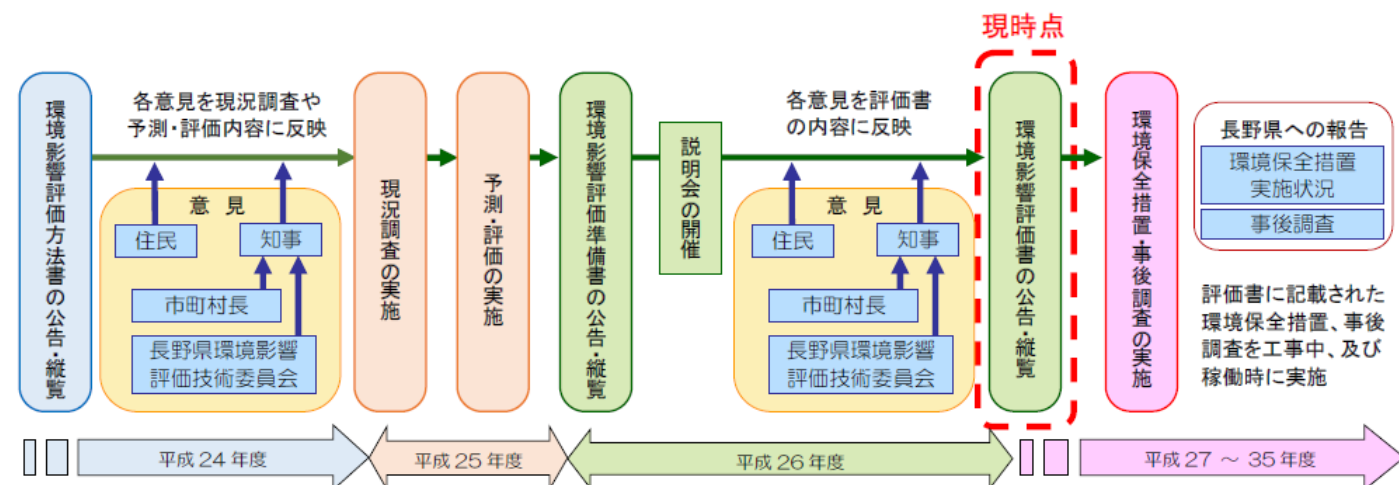 現時点
環境影響評価方法書の公告・縦覧
各意見を現況調査や
予測・評価内容に反映
意 見
住民
知事
市町村長
長野県環境影響
評価技術委員会
現況調査の実施
予測・評価の実施
環境影響評価準備書の公告・縦覧
説明会の開催
各意見を評価書
の内容に反映
意 見
住民
知事
市町村長
長野県環境影響
評価技術委員会
環境影響評価書の公告・縦覧
環境保全措置・事後調査の実施
長野県への報告
環境保全措置
実施状況
事後調査
評価書に記載された
環境保全措置、事後
調査を工事中、及び
稼働時に実施
平成 24 年度
平成 25 年度
平成 26 年度
平成 27 ～ 35 年度